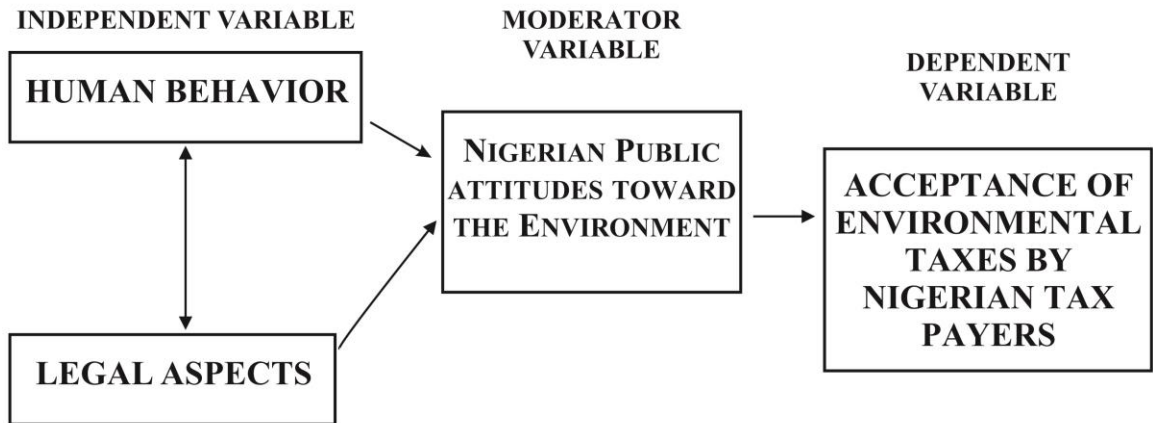 INDEPENDENT VARIABLE
HUMAN BEHAVIOR
LEGAL ASPECTS
MODERATOR
VARIABLE
NIGERIAN PUBLIC
ATTITUDES TOWARD
THE ENVIRONMENT
DEPENDENT
VARIABLE
ACCEPTANCE OF
ENVIRONMENTAL
TAXES BY
NIGERIAN TAX
PAYERS